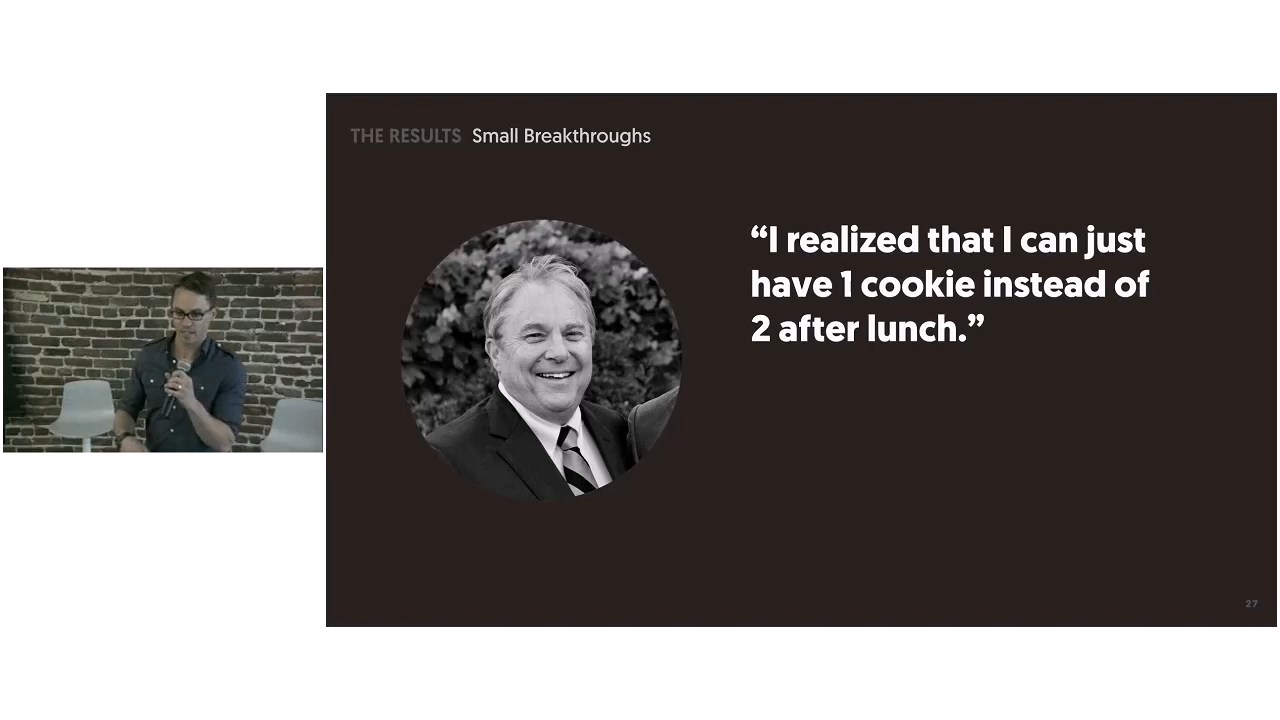 THE RESULTS Small Breakthroughs
“I realized that I can just
have 1 cookie instead of
2 after lunch.”
27